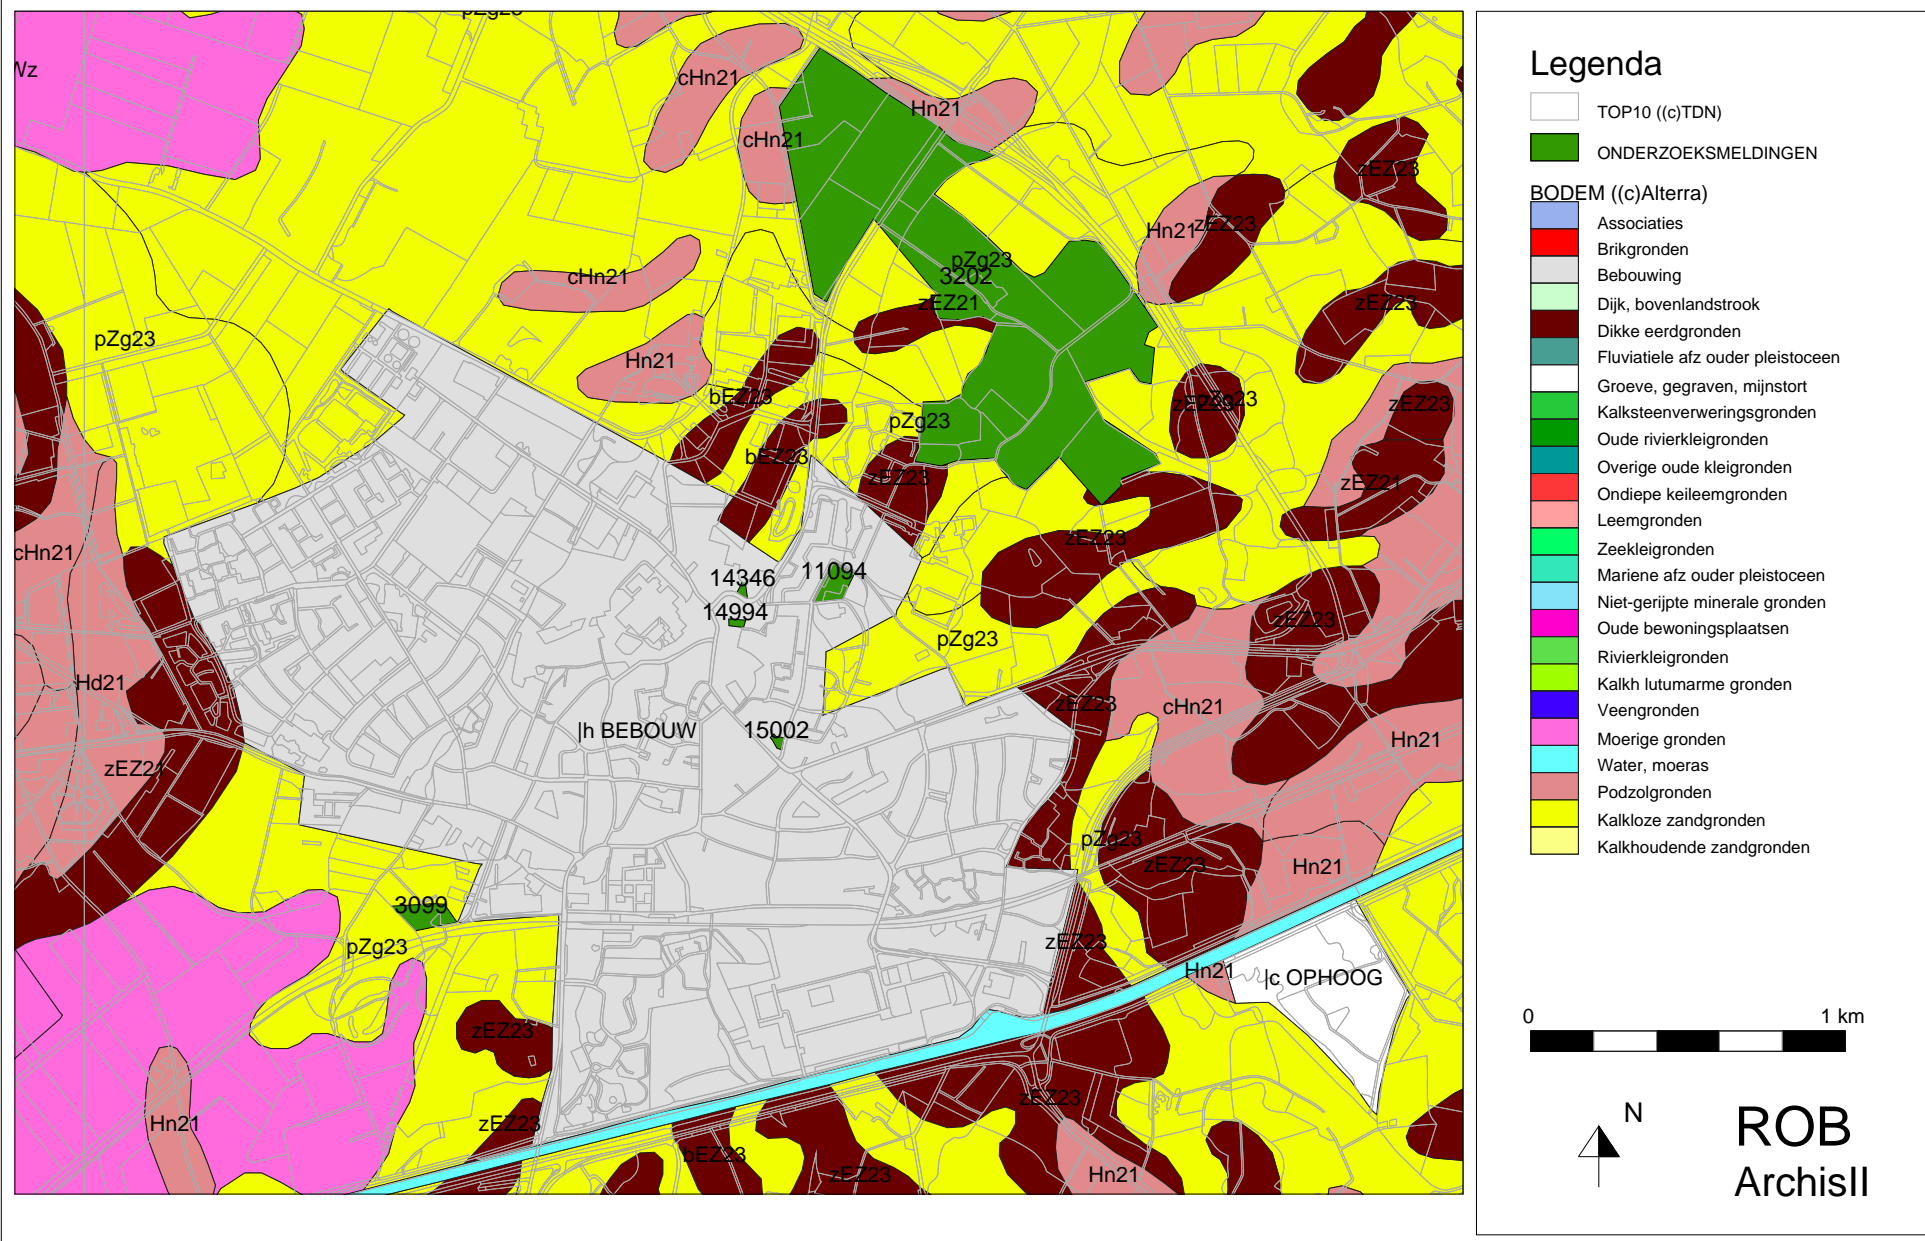 pZg23
Wz
cHn21
cHn21
Hn21
zEZ23
Hn21
zEZ23
pZg23
3202
cHn21
zEZ21
zEZ23
pZg23
Hn21
bEZ23
pZg23
zEZ23
zEZ23
bEZ23
zEZ23
zEZ21
cHn21
zEZ23
14346
11094
14994
zEZ23
pZg23
Hd21
zEZ23
cHn21
|h BEBOUW
15002
Hn21
zEZ21
pZg23
zEZ23
Hn21
3099
pZg23
zEZ23
Hn21
|c OPHOOG
zEZ23
zEZ23
Hn21
zEZ23
bEZ23
zEZ23
Hn21
Legenda
TOP10 ((c)TDN)
ONDERZOEKSMELDINGEN
BODEM ((c)Alterra)
Associaties
Brikgronden
Bebouwing
Dijk, bovenlandstrook
Dikke eerdgronden
Fluviatiele afz ouder pleistoceen
Groeve, gegraven, mijnstort
Kalksteenverweringsgronden
Oude rivierkleigronden
Overige oude kleigronden
Ondiepe keileemgronden
Leemgronden
Zeekleigronden
Mariene afz ouder pleistoceen
Niet-gerijpte minerale gronden
Oude bewoningsplaatsen
Rivierkleigronden
Kalkh lutumarme gronden
Veengronden
Moerige gronden
Water, moeras
Podzolgronden
Kalkloze zandgronden
Kalkhoudende zandgronden
0 1 km
N
ROB
ArchisII